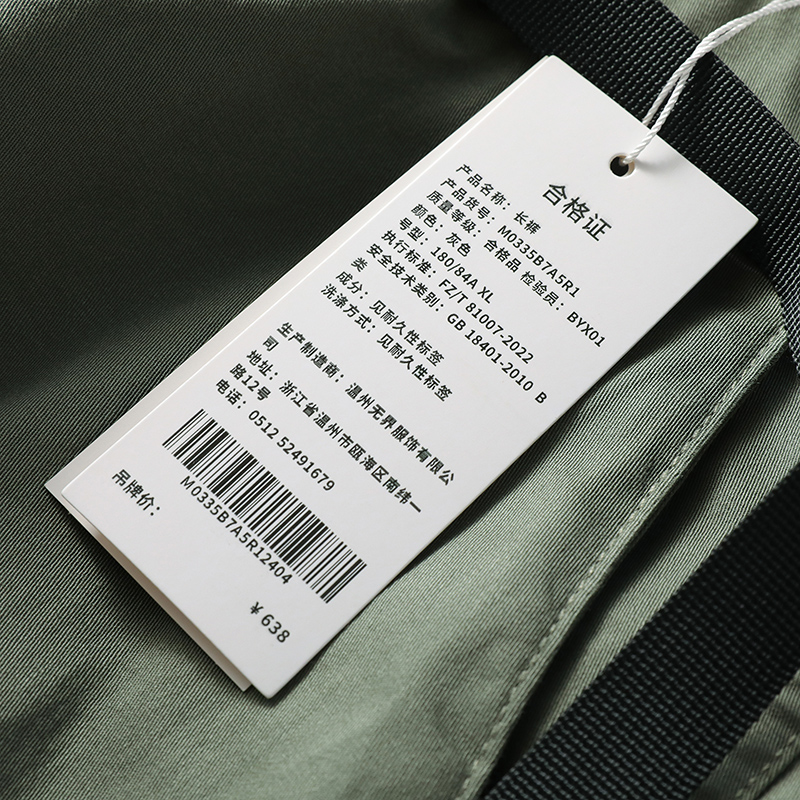 合格证
产品名称：长裤
产品货号：M0335B7A5R1
质量等级：合格品 检验员：BYX01
颜色：灰色
号型：180/84A XL
执行标准：FZ/T 81007-2022
安全技术类别：GB 18401-2010 B
类
成分：见耐久性标签
洗涤方式：见耐久性标签
生产制造商：温州无界服饰有限公
司
地址：浙江省温州市瓯海区南纬一
路12号
电话：0512 52491679
M0335B7A5R12404
吊牌价：
￥638